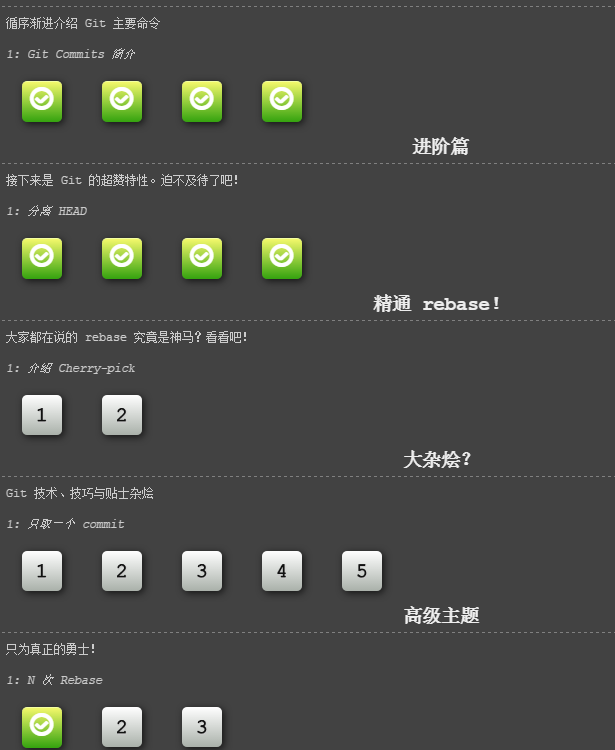 循序渐进介绍 Git 主要命令
1: Git Commits 简介
进阶篇
接下来是 Git 的超赞特性。迫不及待了吧!
1: 分离 HEAD
精通 rebase!
大家都在说的 rebase 究竟是神马？看看吧!
1: 介绍 Cherry-pick
1 2
大杂烩?
Git 技术、技巧与贴士杂烩
1: 只取一个 commit
1 2 3 4 5
高级主题
只为真正的勇士!
1: N 次 Rebase
2 3